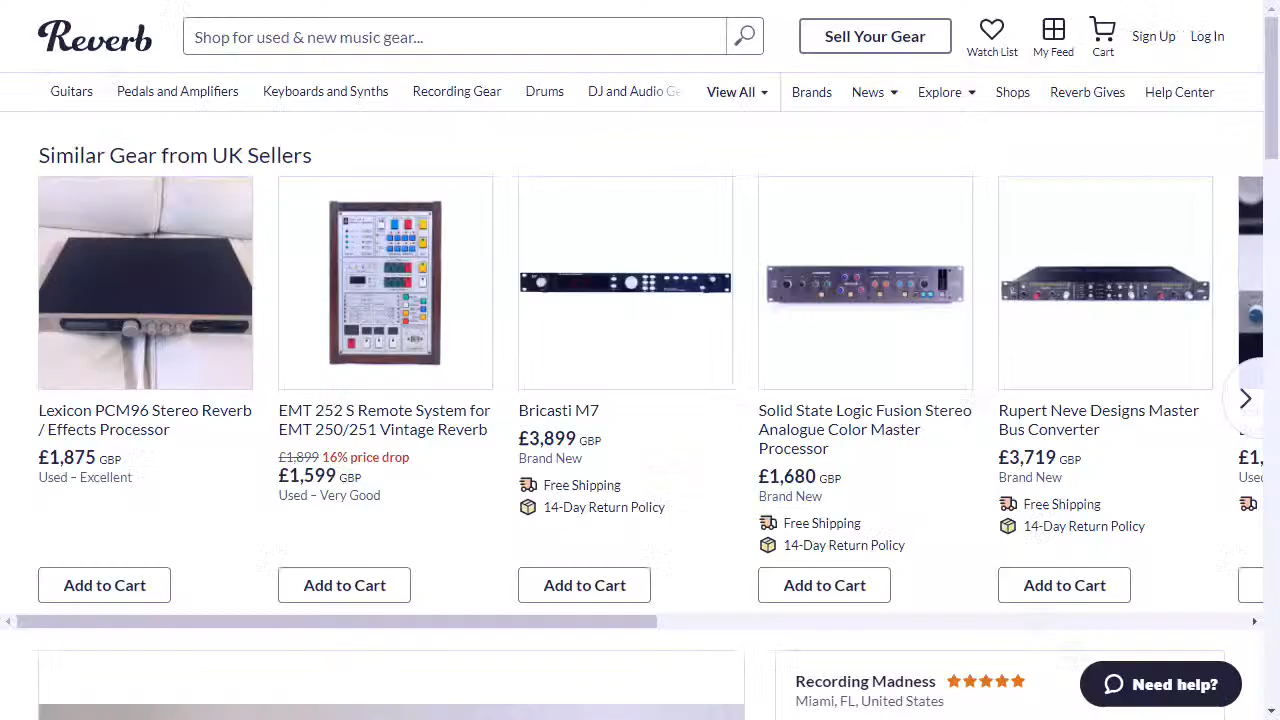 Reverb
Shop for used & new music gear...
Sell Your Gear
Watch List
My Feed
Cart
Sign Up
Log In
Guitars
Pedals and Amplifiers
Keyboards and Synths
Recording Gear
Drums
DJ and Audio Ge
View All
Brands
News
Explore
Shops
Reverb Gives
Help Center
Similar Gear from UK Sellers
Lexicon PCM96 Stereo Reverb
/ Effects Processor
£1,875 GBP
Used – Excellent
Add to Cart
EMT 252 S Remote System for
EMT 250/251 Vintage Reverb
£1,899 16% price drop
£1,599 GBP
Used – Very Good
Add to Cart
Bricasti M7
£3,899 GBP
Brand New
Free Shipping
14-Day Return Policy
Add to Cart
Solid State Logic Fusion Stereo
Analogue Color Master
Processor
£1,680 GBP
Brand New
Free Shipping
14-Day Return Policy
Add to Cart
Rupert Neve Designs Master
Bus Converter
£3,719 GBP
Brand New
Free Shipping
14-Day Return Policy
Add to Cart
£1,
Used
Recording Madness
Miami, FL, United States
Need help?